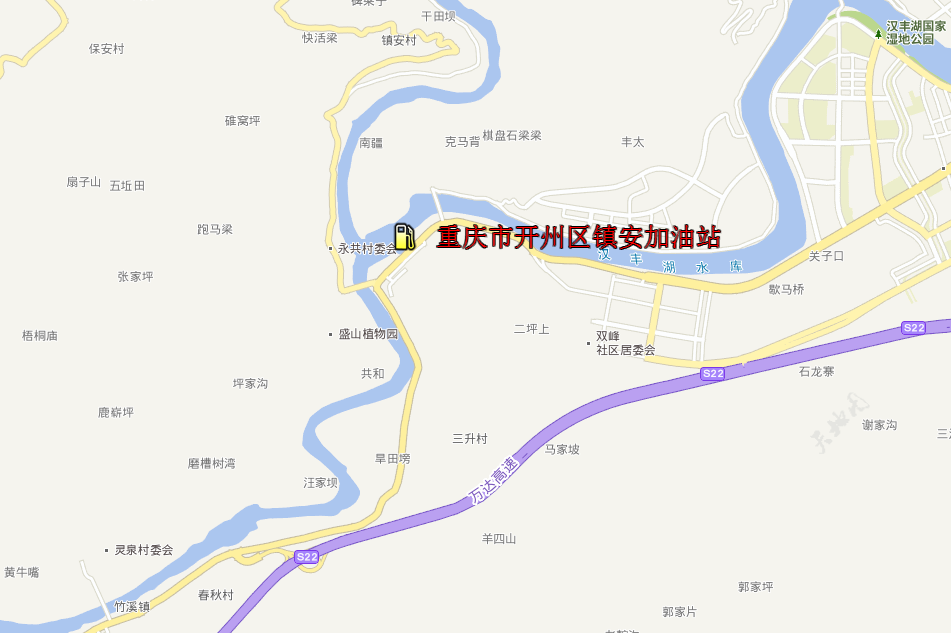 干田坝
快活梁
镇安村
保安村
汉丰湖国家
湿地公园
碓窝坪
南疆
克马背
棋盘石梁梁
丰太
扇子山
五坵田
跑马梁
永共村委会
重庆市开州区镇安加油站
汉丰湖水库
关子口
张家坪
歇马桥
梧桐庙
盛山植物园
二坪上
双峰
社区居委会
S22
S22
共和
坪家沟
石龙寨
鹿崭坪
谢家沟
三升村
马家坡
磨槽树湾
旱田塝
汪家坝
万达高速
天地图
羊四山
灵泉村委会
S22
黄牛嘴
春秋村
竹溪镇
郭家坪
郭家片